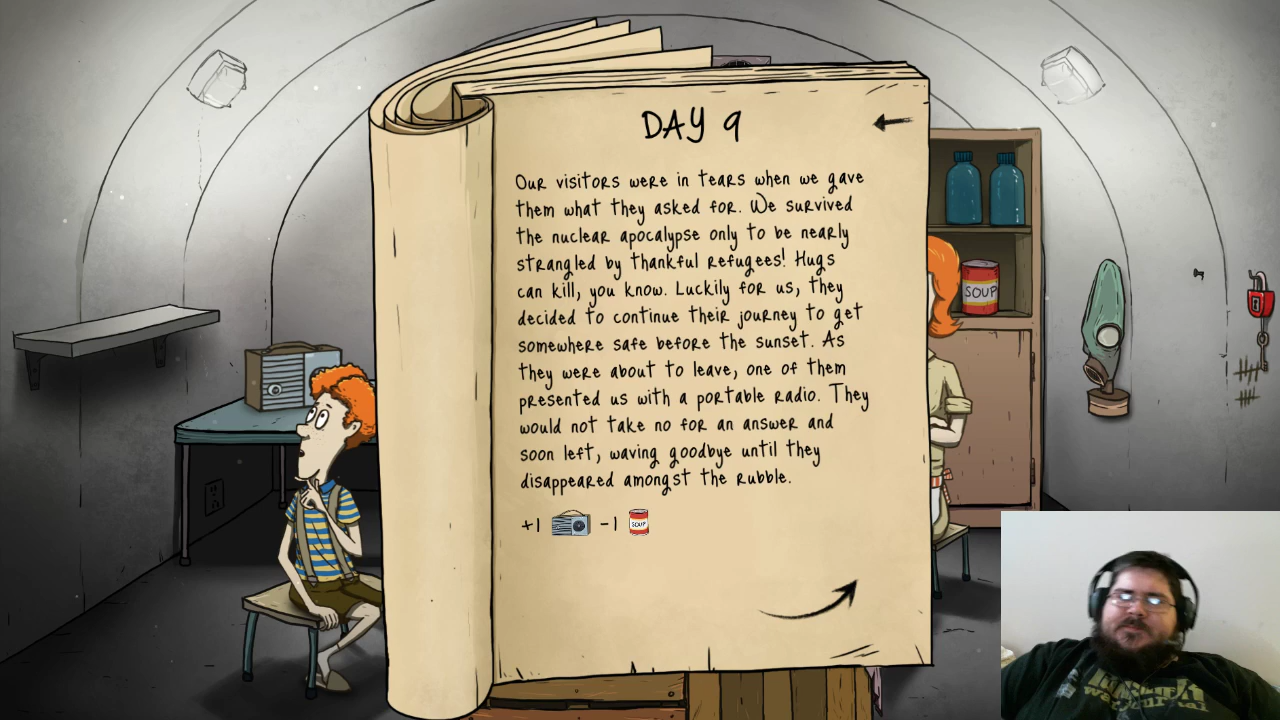 DAY 9
Our visitors were in tears when we gave
them what they asked for. We survived
the nuclear apocalypse only to be nearly
strangled by thankful refugees! Hugs
can kill, you know. Luckily for us, they
decided to continue their journey to get
somewhere safe before the sunset. As
they were about to leave, one of them
presented us with a portable radio. They
would not take no for an answer and
soon left, waving goodbye until they
disappeared amongst the rubble.
+1 -1 SOUP
SOUP